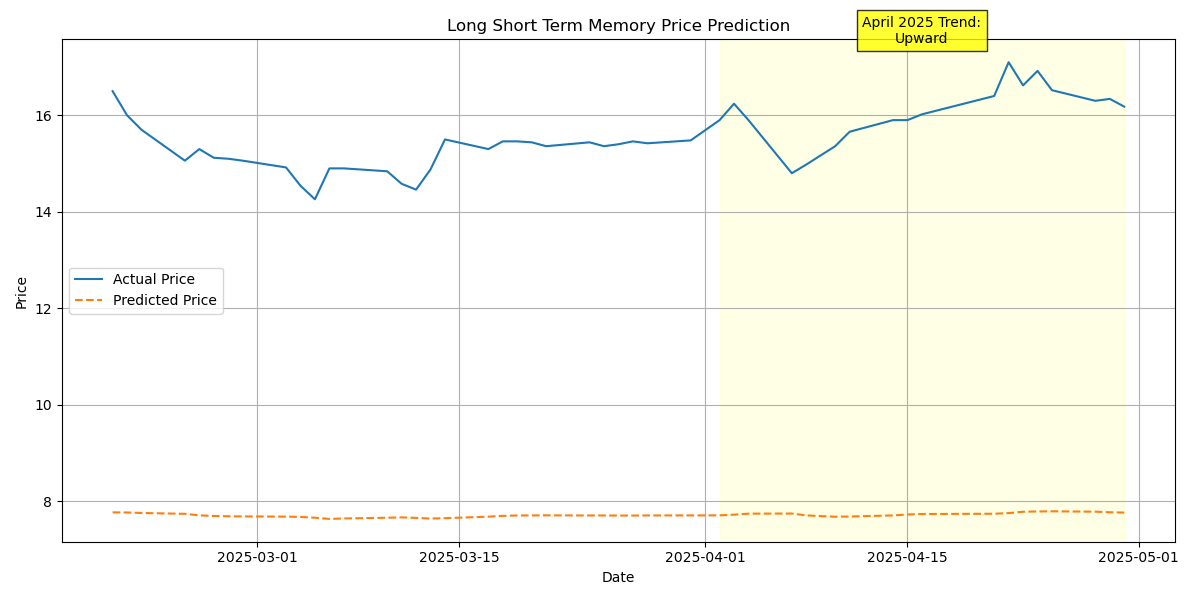 Long Short Term Memory Price Prediction
April 2025 Trend:
Upward
Price
16
14
12
10
8
Actual Price
Predicted Price
2025-03-01
2025-03-15
2025-04-01
2025-04-15
2025-05-01
Date